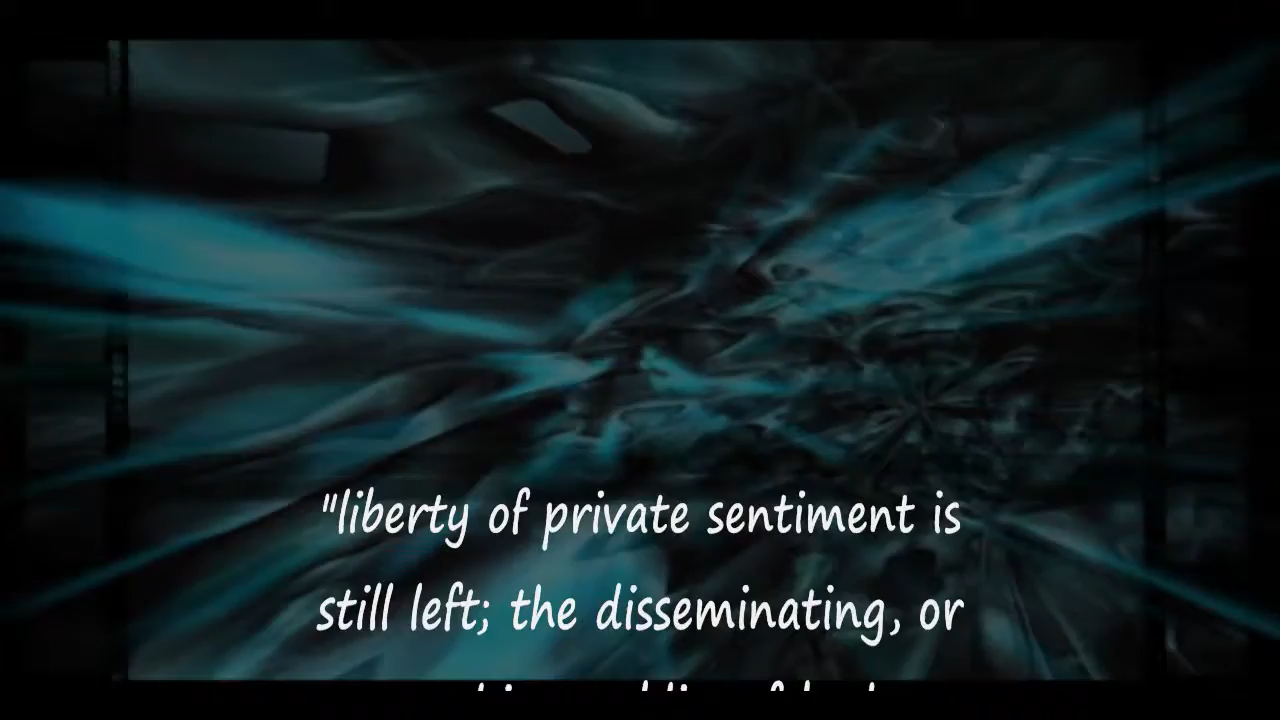 "liberty of private sentiment is
still left; the disseminating, or